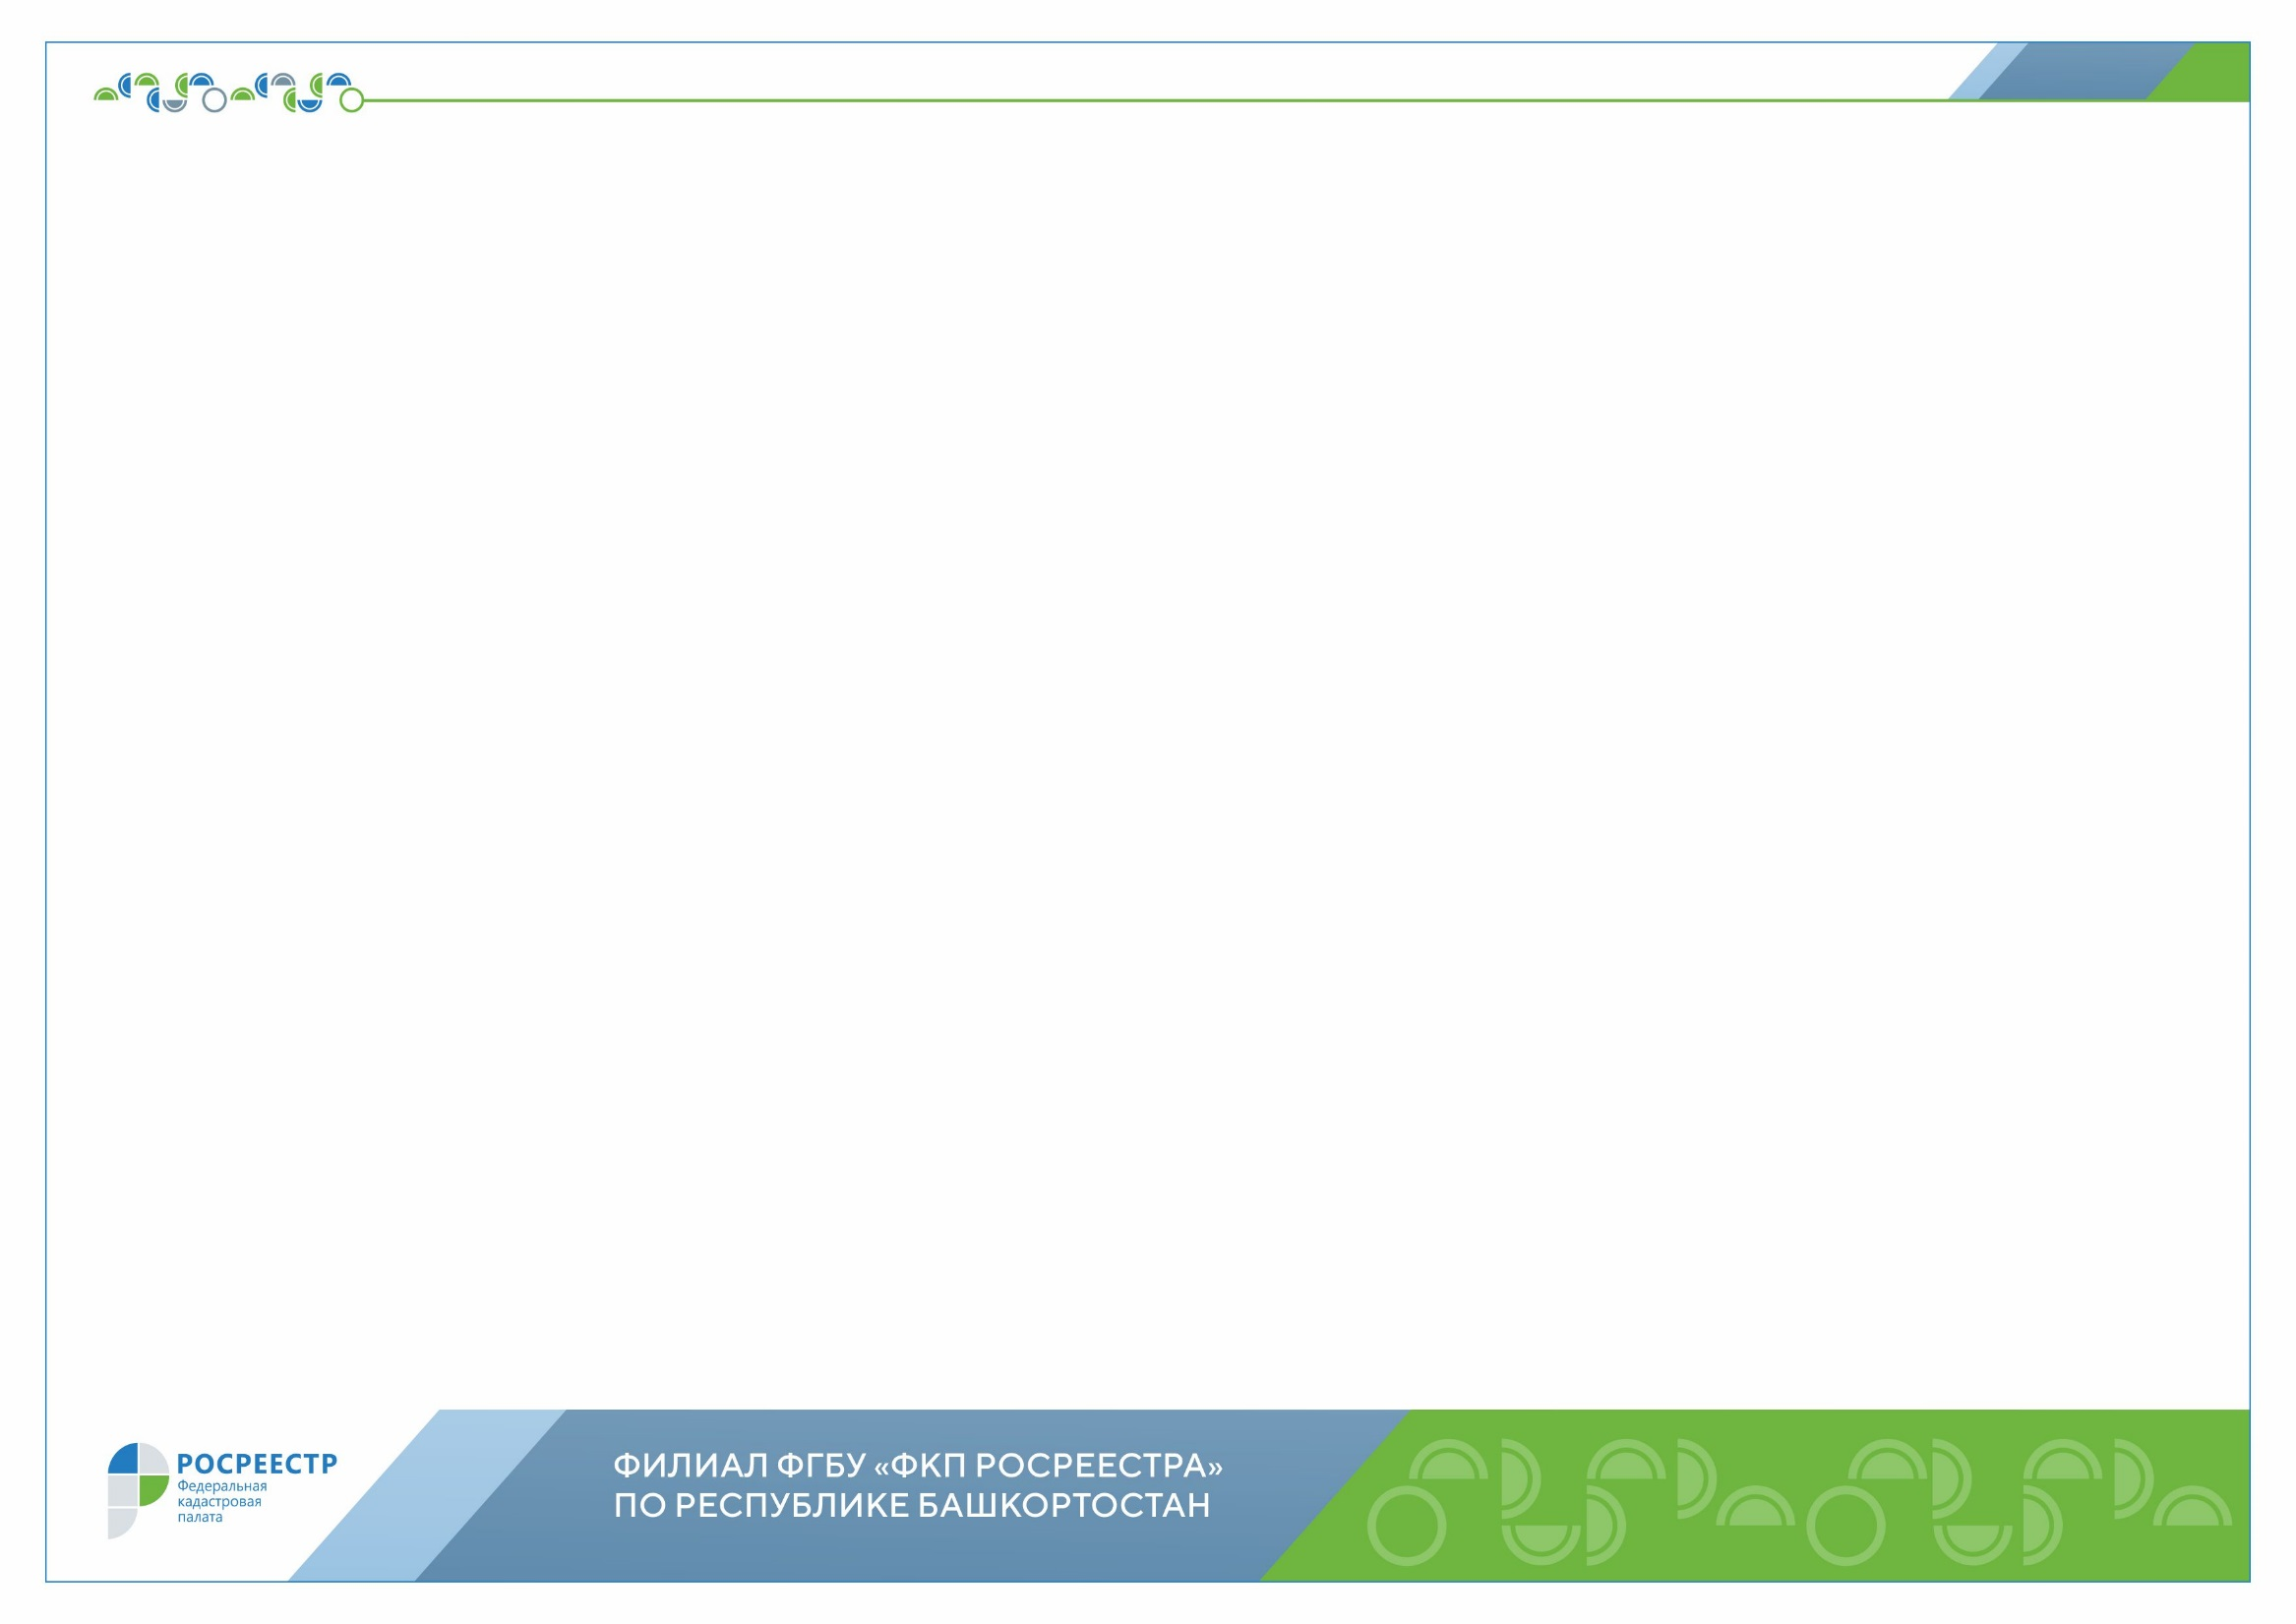 РОСРЕЕСТР
Федеральная
кадастровая
палата
ФИЛИАЛ ФГБУ «ФКП РОСРЕЕСТРА»
ПО РЕСПУБЛИКЕ БАШКОРТОСТАН